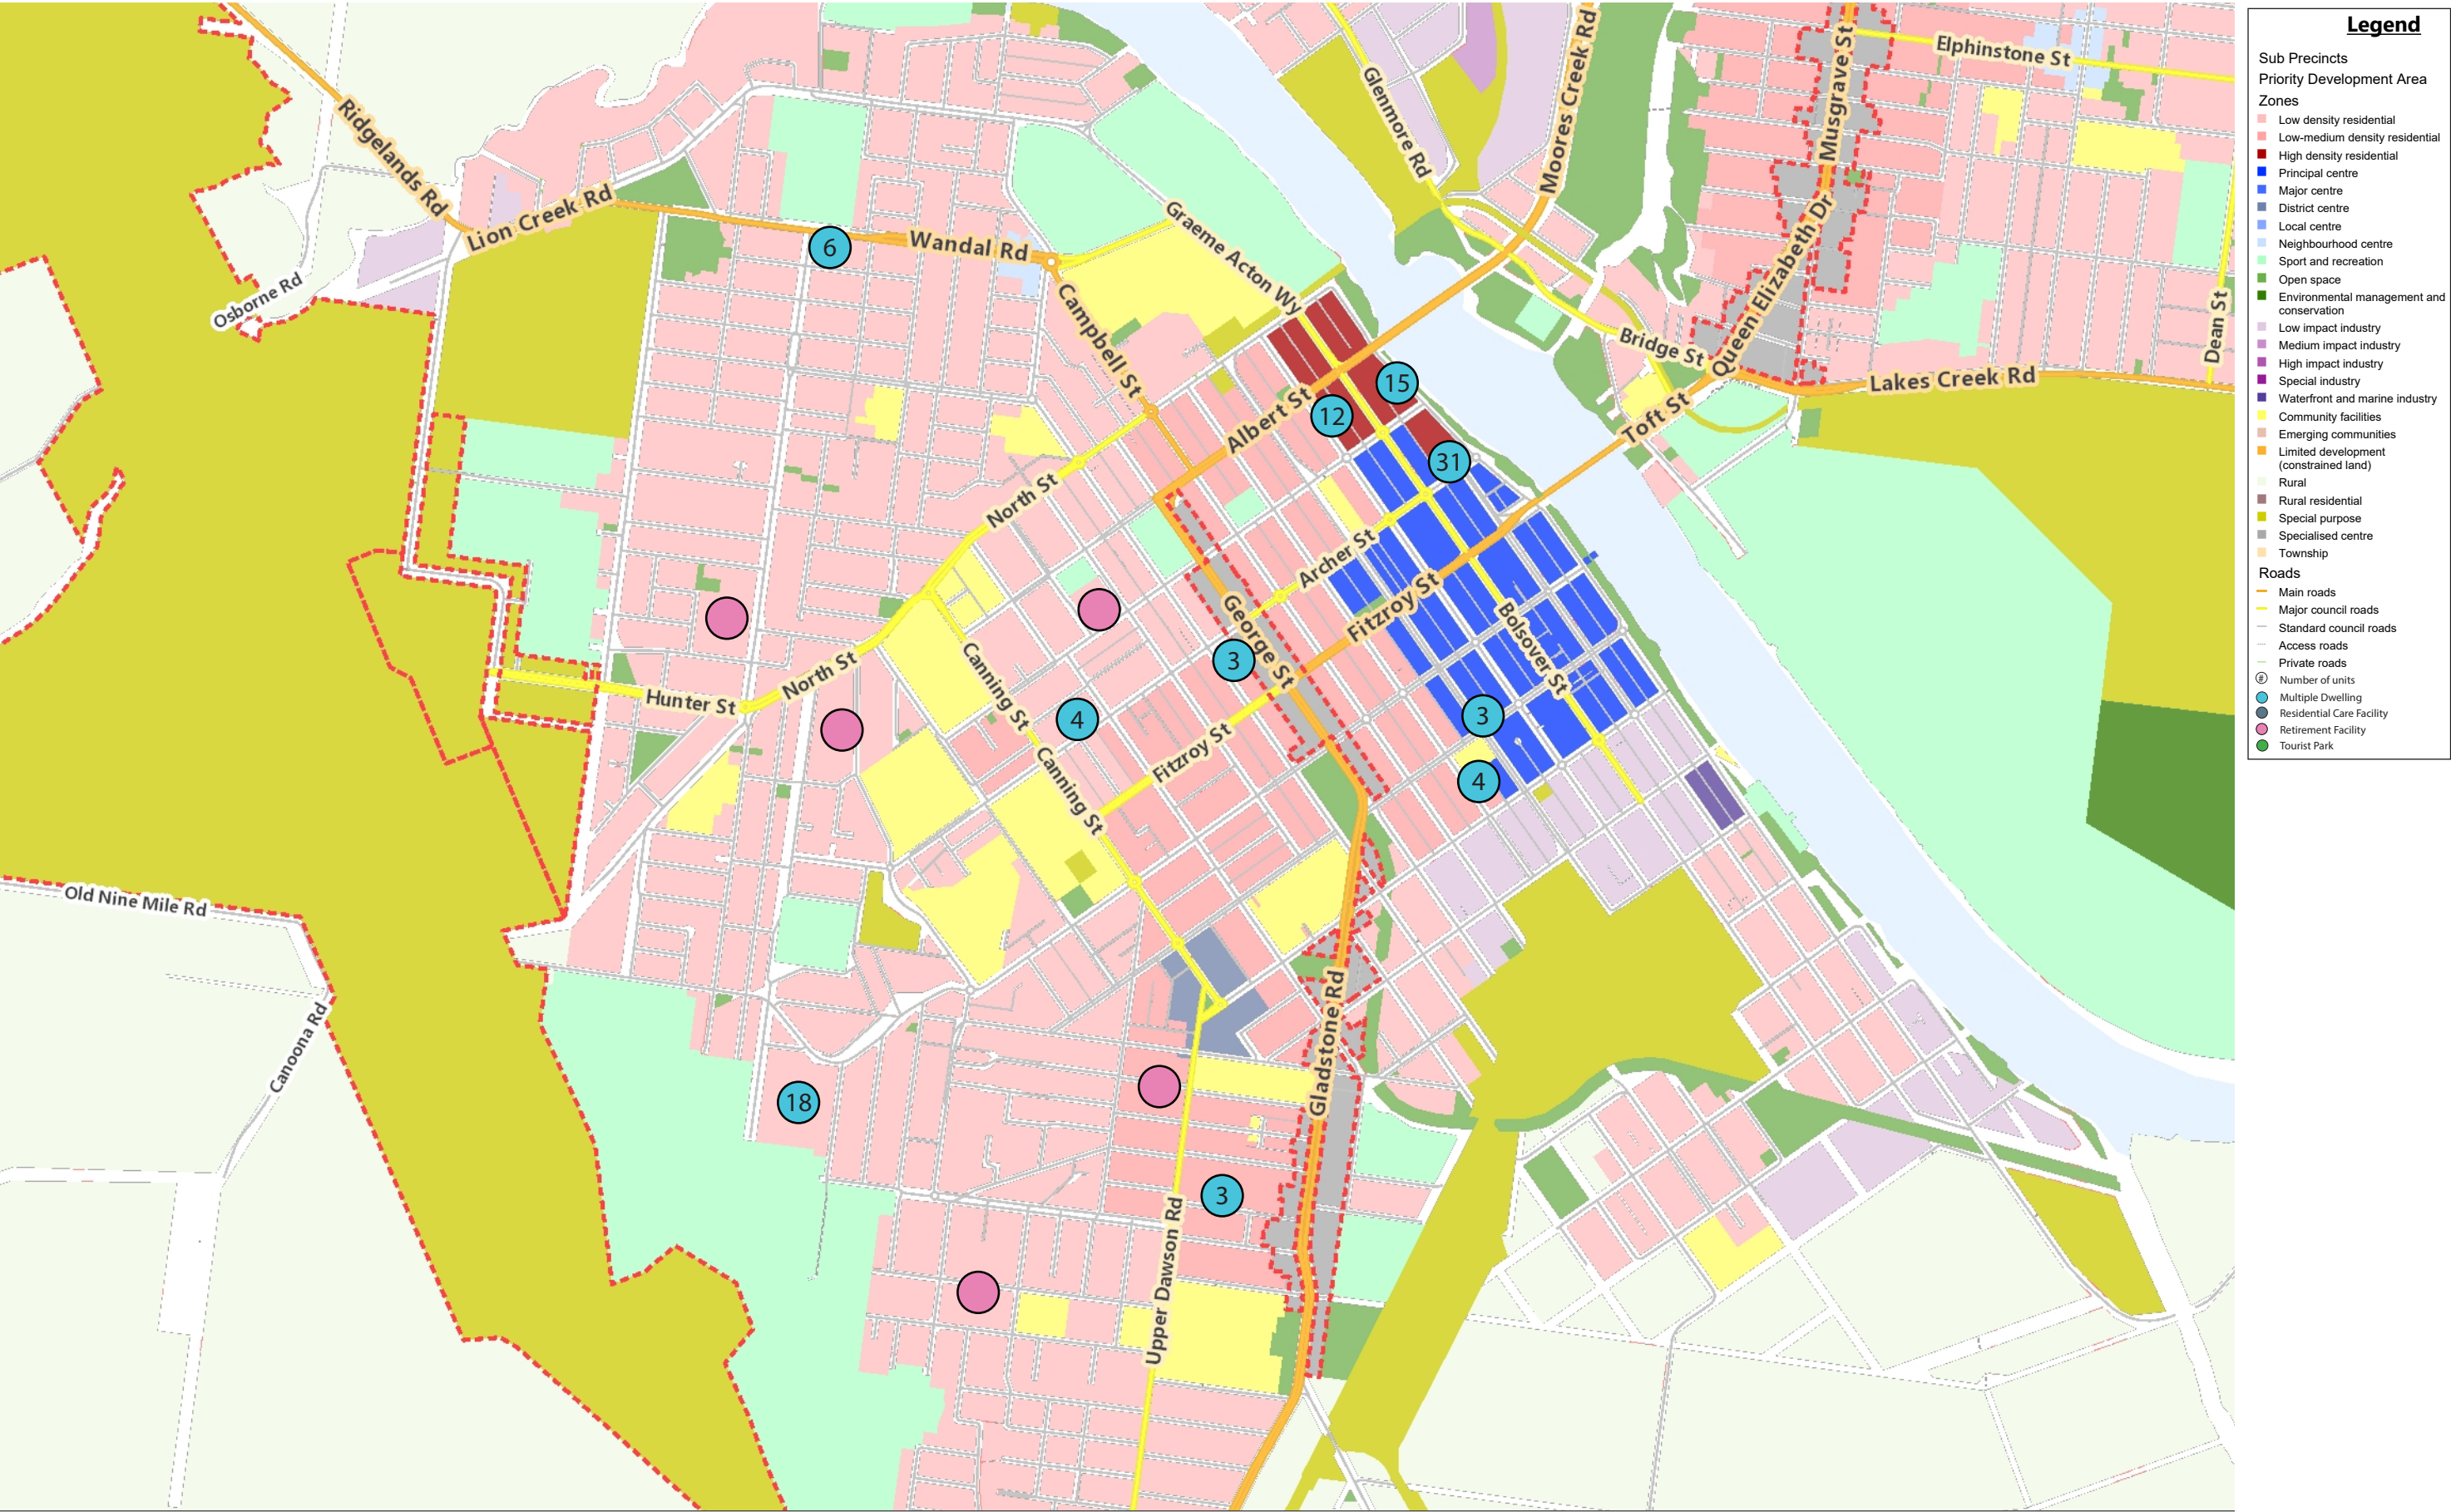 Elphinstone St
Musgrave St
Glenmore Rd
Moores Creek Rd
Ridgelands Rd
Lion Creek Rd
Wandal Rd
6
Graeme Acton Wy
Queen Elizabeth Dr
Osborne Rd
Campbell St
Bridge St
Dean St
Lakes Creek Rd
15
12
Albert St
Toft St
31
North St
Archer St
Fitzroy St
George St
Bolsover St
3
Canning St
North St
Hunter St
4
3
Fitzroy St
Canning St
4
Old Nine Mile Rd
Canoona Rd
Gladstone Rd
18
3
Upper Dawson Rd
Legend
Sub Precincts
Priority Development Area
Zones
Low density residential
Low-medium density residential
High density residential
Principal centre
Major centre
District centre
Local centre
Neighbourhood centre
Sport and recreation
Open space
Environmental management and
conservation
Low impact industry
Medium impact industry
High impact industry
Special industry
Waterfront and marine industry
Community facilities
Emerging communities
Limited development
(constrained land)
Rural
Rural residential
Special purpose
Specialised centre
Township
Roads
Main roads
Major council roads
Standard council roads
Access roads
Private roads
# Number of units
Multiple Dwelling
Residential Care Facility
Retirement Facility
Tourist Park